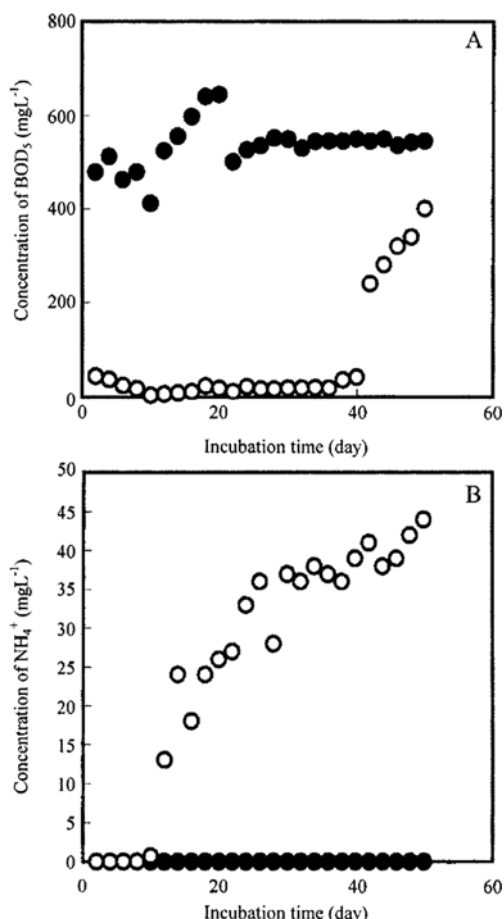 A
800
600
400
200
0
Concentration of BOD₅ (mgL⁻¹)
0 20 40 60
Incubation time (day)
B
50
45
40
35
30
25
20
15
10
5
0
Concentration of NH₄⁺ (mgL⁻¹)
0 20 40 60
Incubation time (day)